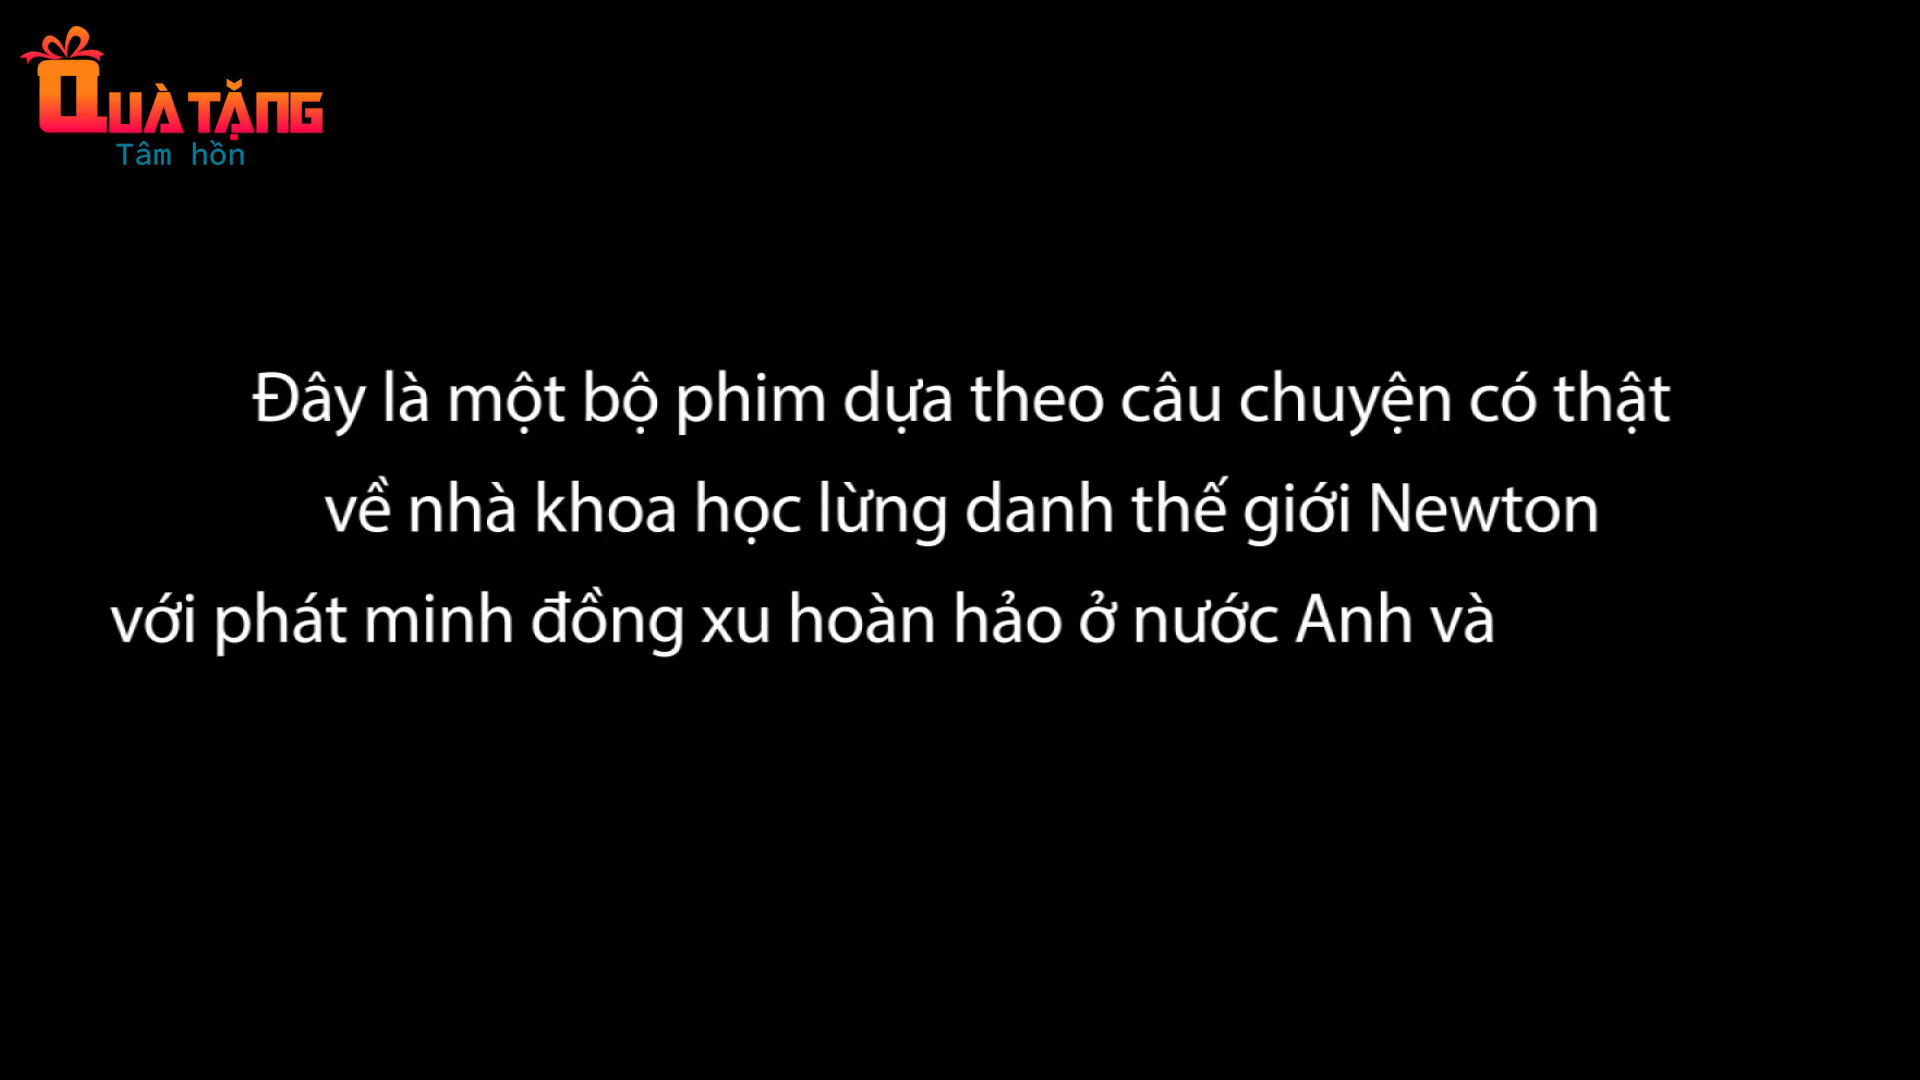 QUÀ TẶNG
Tâm hồn
Đây là một bộ phim dựa theo câu chuyện có thật
về nhà khoa học lừng danh thế giới Newton
với phát minh đồng xu hoàn hảo ở nước Anh và